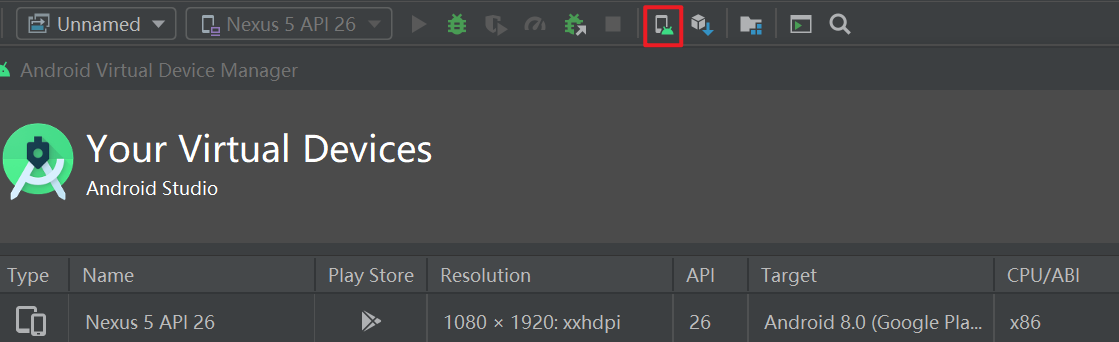 Unnamed Nexus 5 API 26
Android Virtual Device Manager
Your Virtual Devices
Android Studio
Type Name Play Store Resolution API Target CPU/ABI
Nexus 5 API 26 1080 × 1920: xxhdpi 26 Android 8.0 (Google Pla... x86